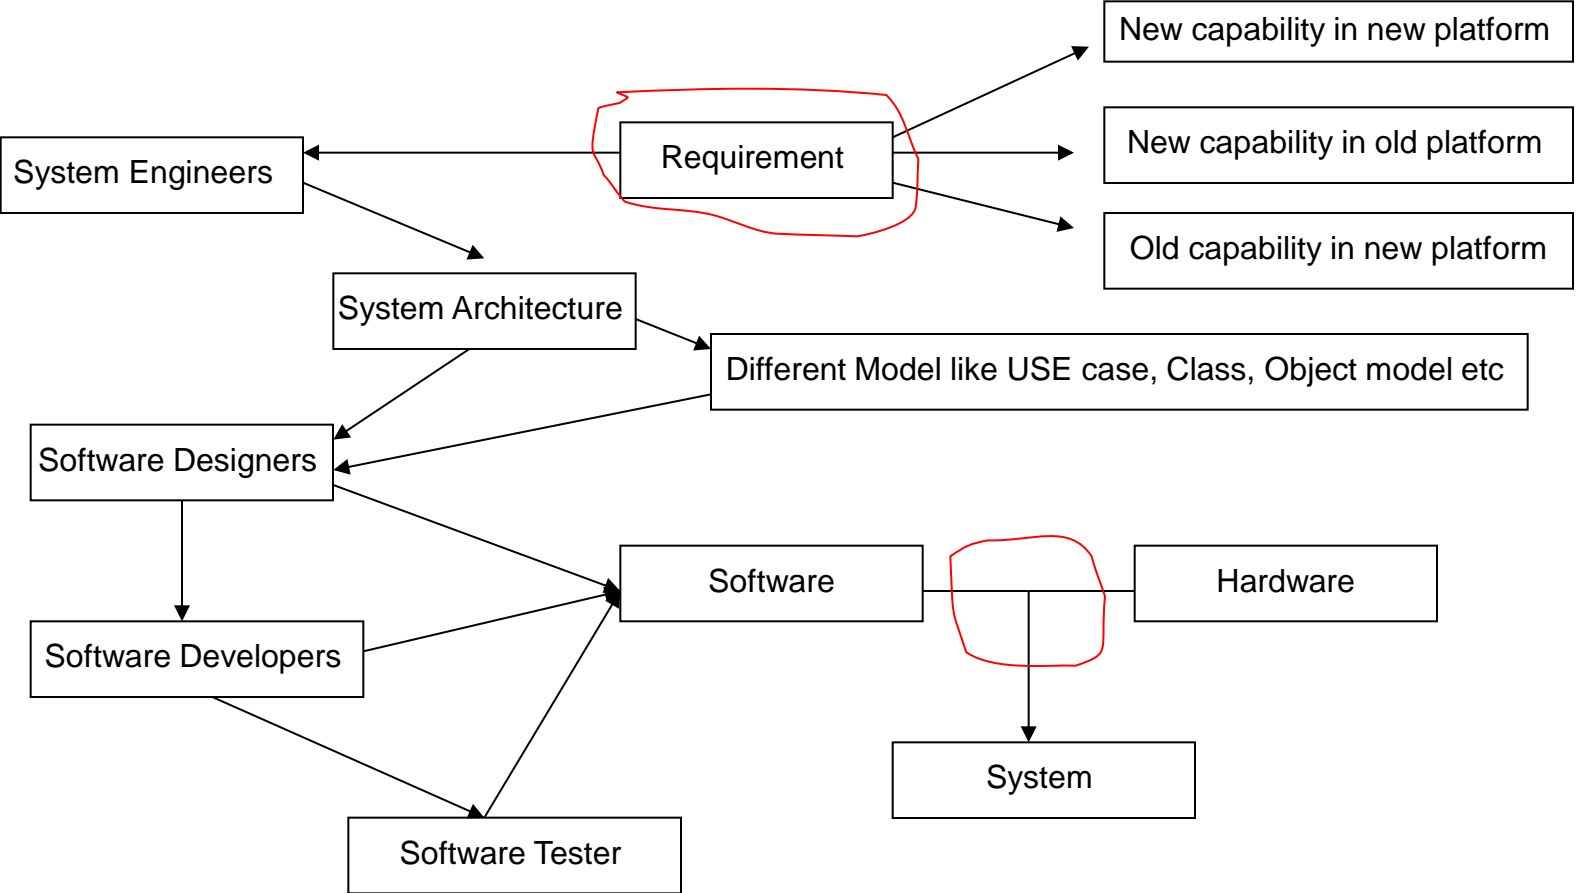 New capability in new platform
New capability in old platform
Requirement
System Engineers
Old capability in new platform
System Architecture
Different Model like USE case, Class, Object model etc
Software Designers
Software
Hardware
Software Developers
System
Software Tester